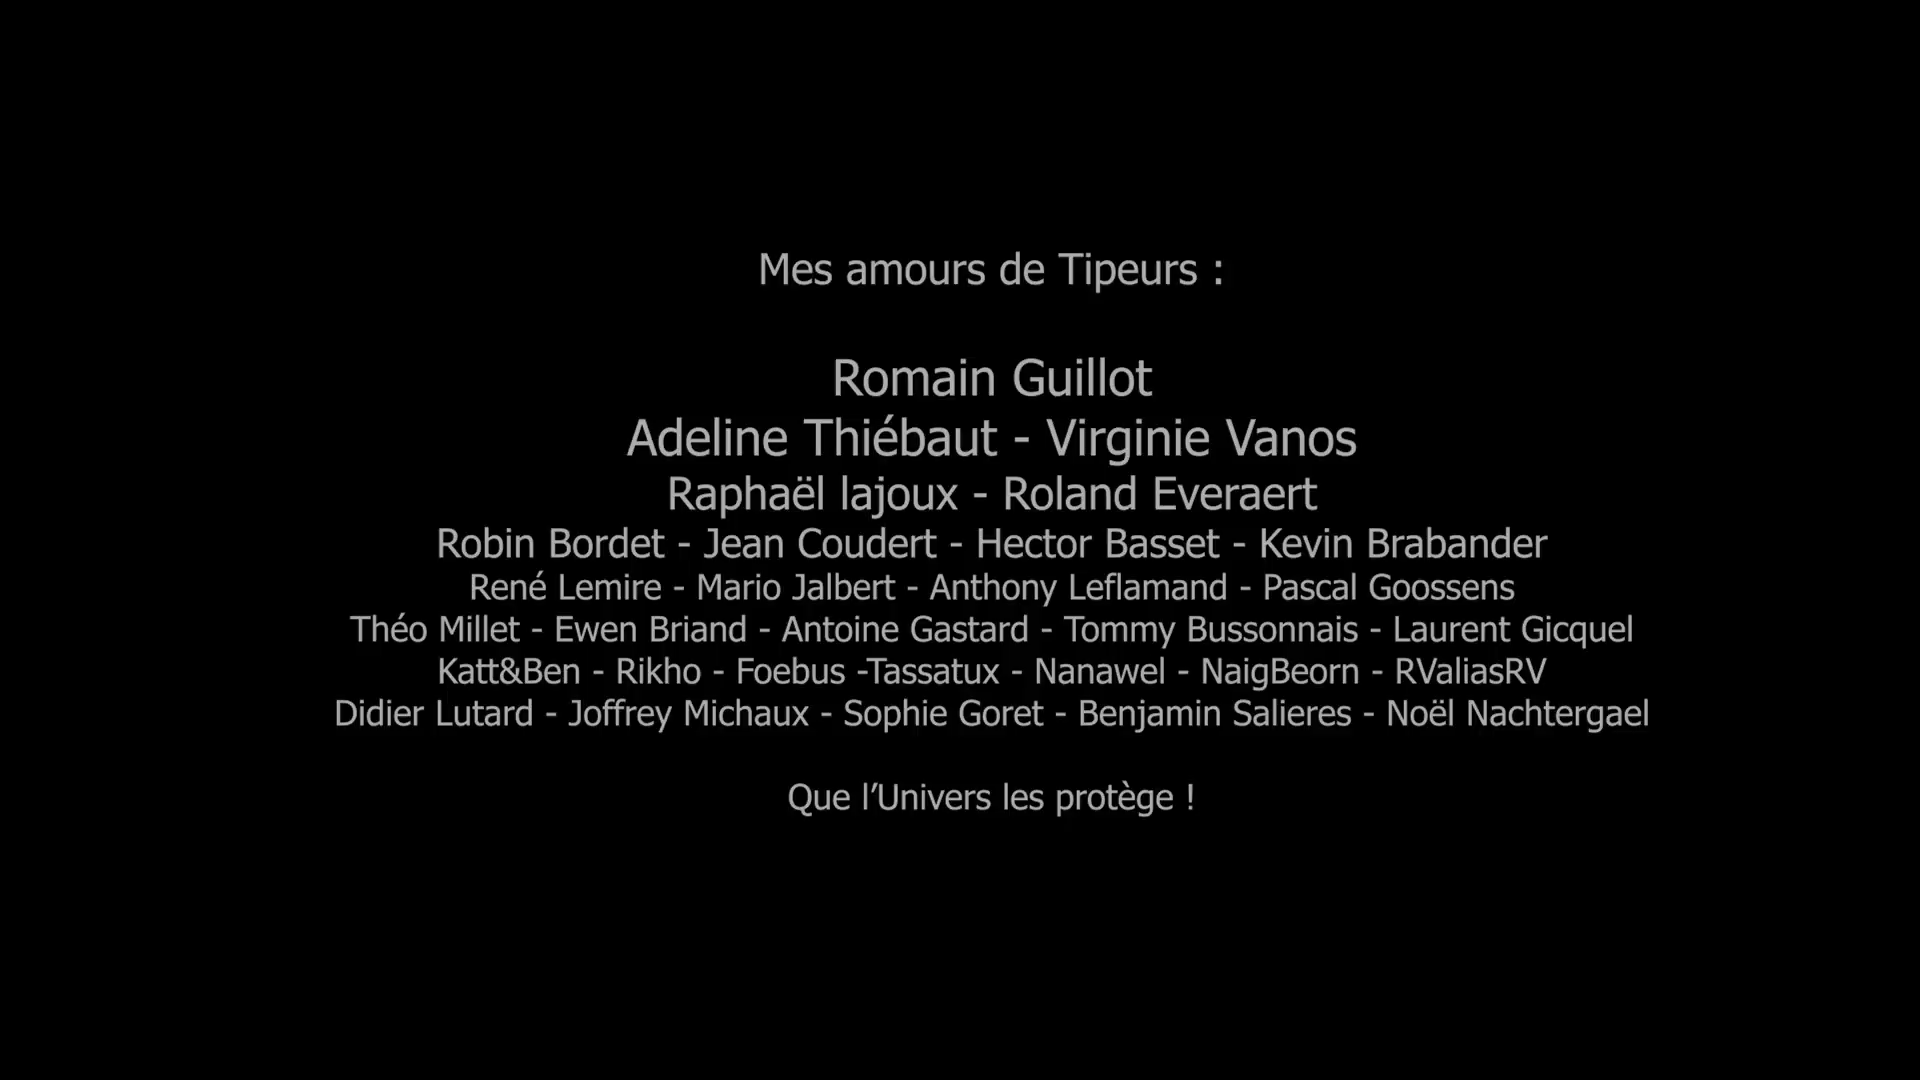 Mes amours de Tipeurs :
Romain Guillot
Adeline Thiébaut - Virginie Vanos
Raphaël lajoux - Roland Everaert
Robin Bordet - Jean Coudert - Hector Basset - Kevin Brabander
René Lemire - Mario Jalbert - Anthony Leflamand - Pascal Goossens
Théo Millet - Ewen Briand - Antoine Gastard - Tommy Bussonnais - Laurent Gicquel
Katt&Ben - Rikho - Foebus -Tassatux - Nanawel - NaigBeorn - RValiasRV
Didier Lutard - Joffrey Michaux - Sophie Goret - Benjamin Salieres - Noël Nachtergael
Que l’Univers les protège !